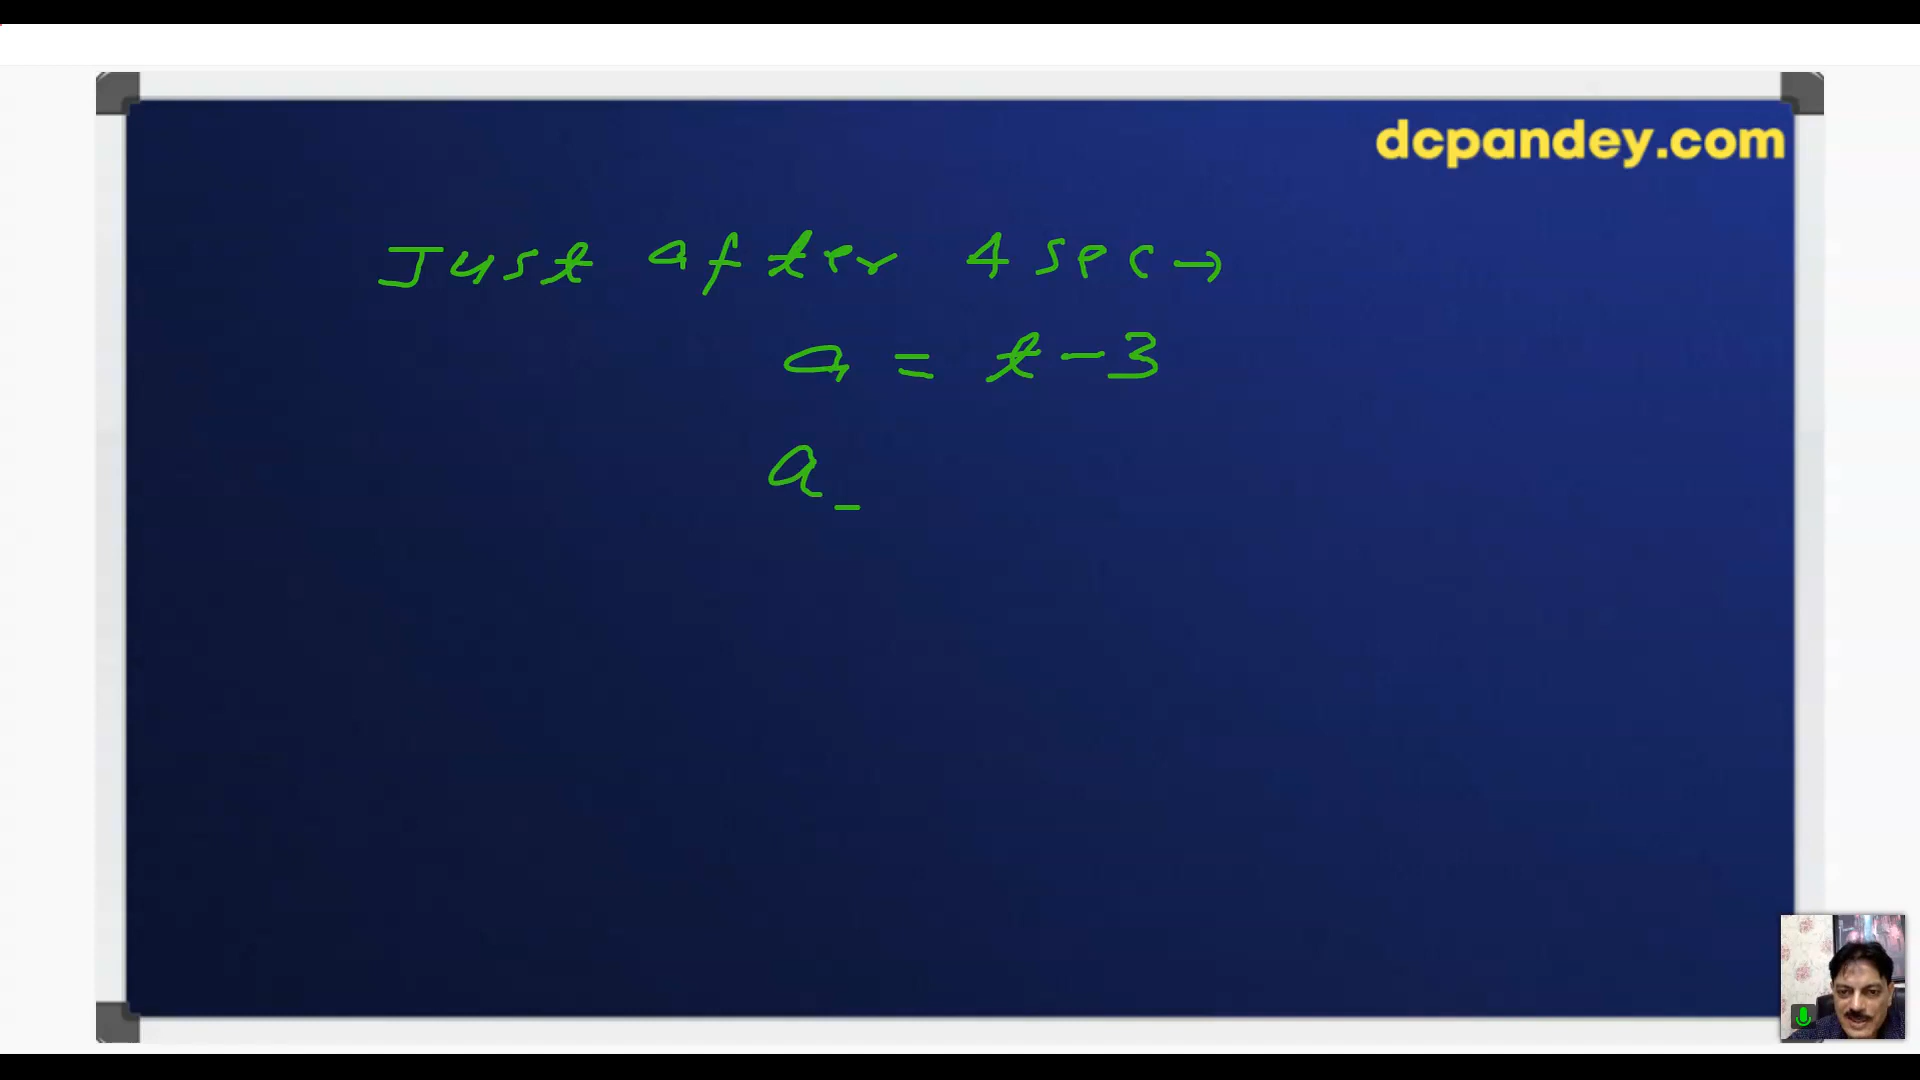 dcpandey.com
Just after 4 sec →
a = t - 3
a -